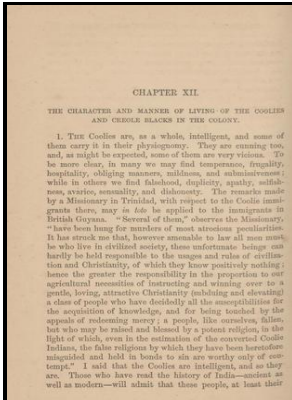 CHAPTER XII.
THE CHARACTER AND MANNER OF LIVING OF THE COOLIES
AND CREOLE BLACKS IN THE COLONY.
1. THE Coolies are, as a whole, intelligent, and some of
them carry it in their physiognomy. They are cunning too,
and, as might be expected, some of them are very vicious. To
be more clear, in many we may find temperance, frugality,
hospitality, obliging manners, mildness, and submissiveness;
while in others we find falsehood, duplicity, apathy, selfish-
ness, avarice, sensuality, and dishonesty. The remarks made
by a Missionary in Trinidad, with respect to the Coolie immi-
grants there, may in toto be applied to the immigrants in
British Guyana. "Several of them," observes the Missionary,
"have been hung for murders of most atrocious peculiarities.
It has struck me that, however amenable to law all men must
be who live in civilized society, these unfortunate beings can
hardly be held responsible to the usages and rules of civiliza-
tion and Christianity, of which they know positively nothing;
hence the greater the responsibility in the proportion to our
agricultural necessities of instructing and winning over to a
gentle, loving, attractive Christianity (subduing and elevating)
a class of people who have decidedly all the susceptibilities for
the acquisition of knowledge, and for being touched by the
appeals of redeeming mercy; a people, like ourselves, fallen,
but who may be raised and blessed by a potent religion, in the
light of which, even in the estimation of the converted Coolie
Indians, the false religions by which they have been heretofore
misguided and held in bonds to sin are worthy only of con-
tempt." I said that the Coolies are intelligent, and so they
are. Those who read the history of India—ancient as
well as modern—will admit that these people, at least their